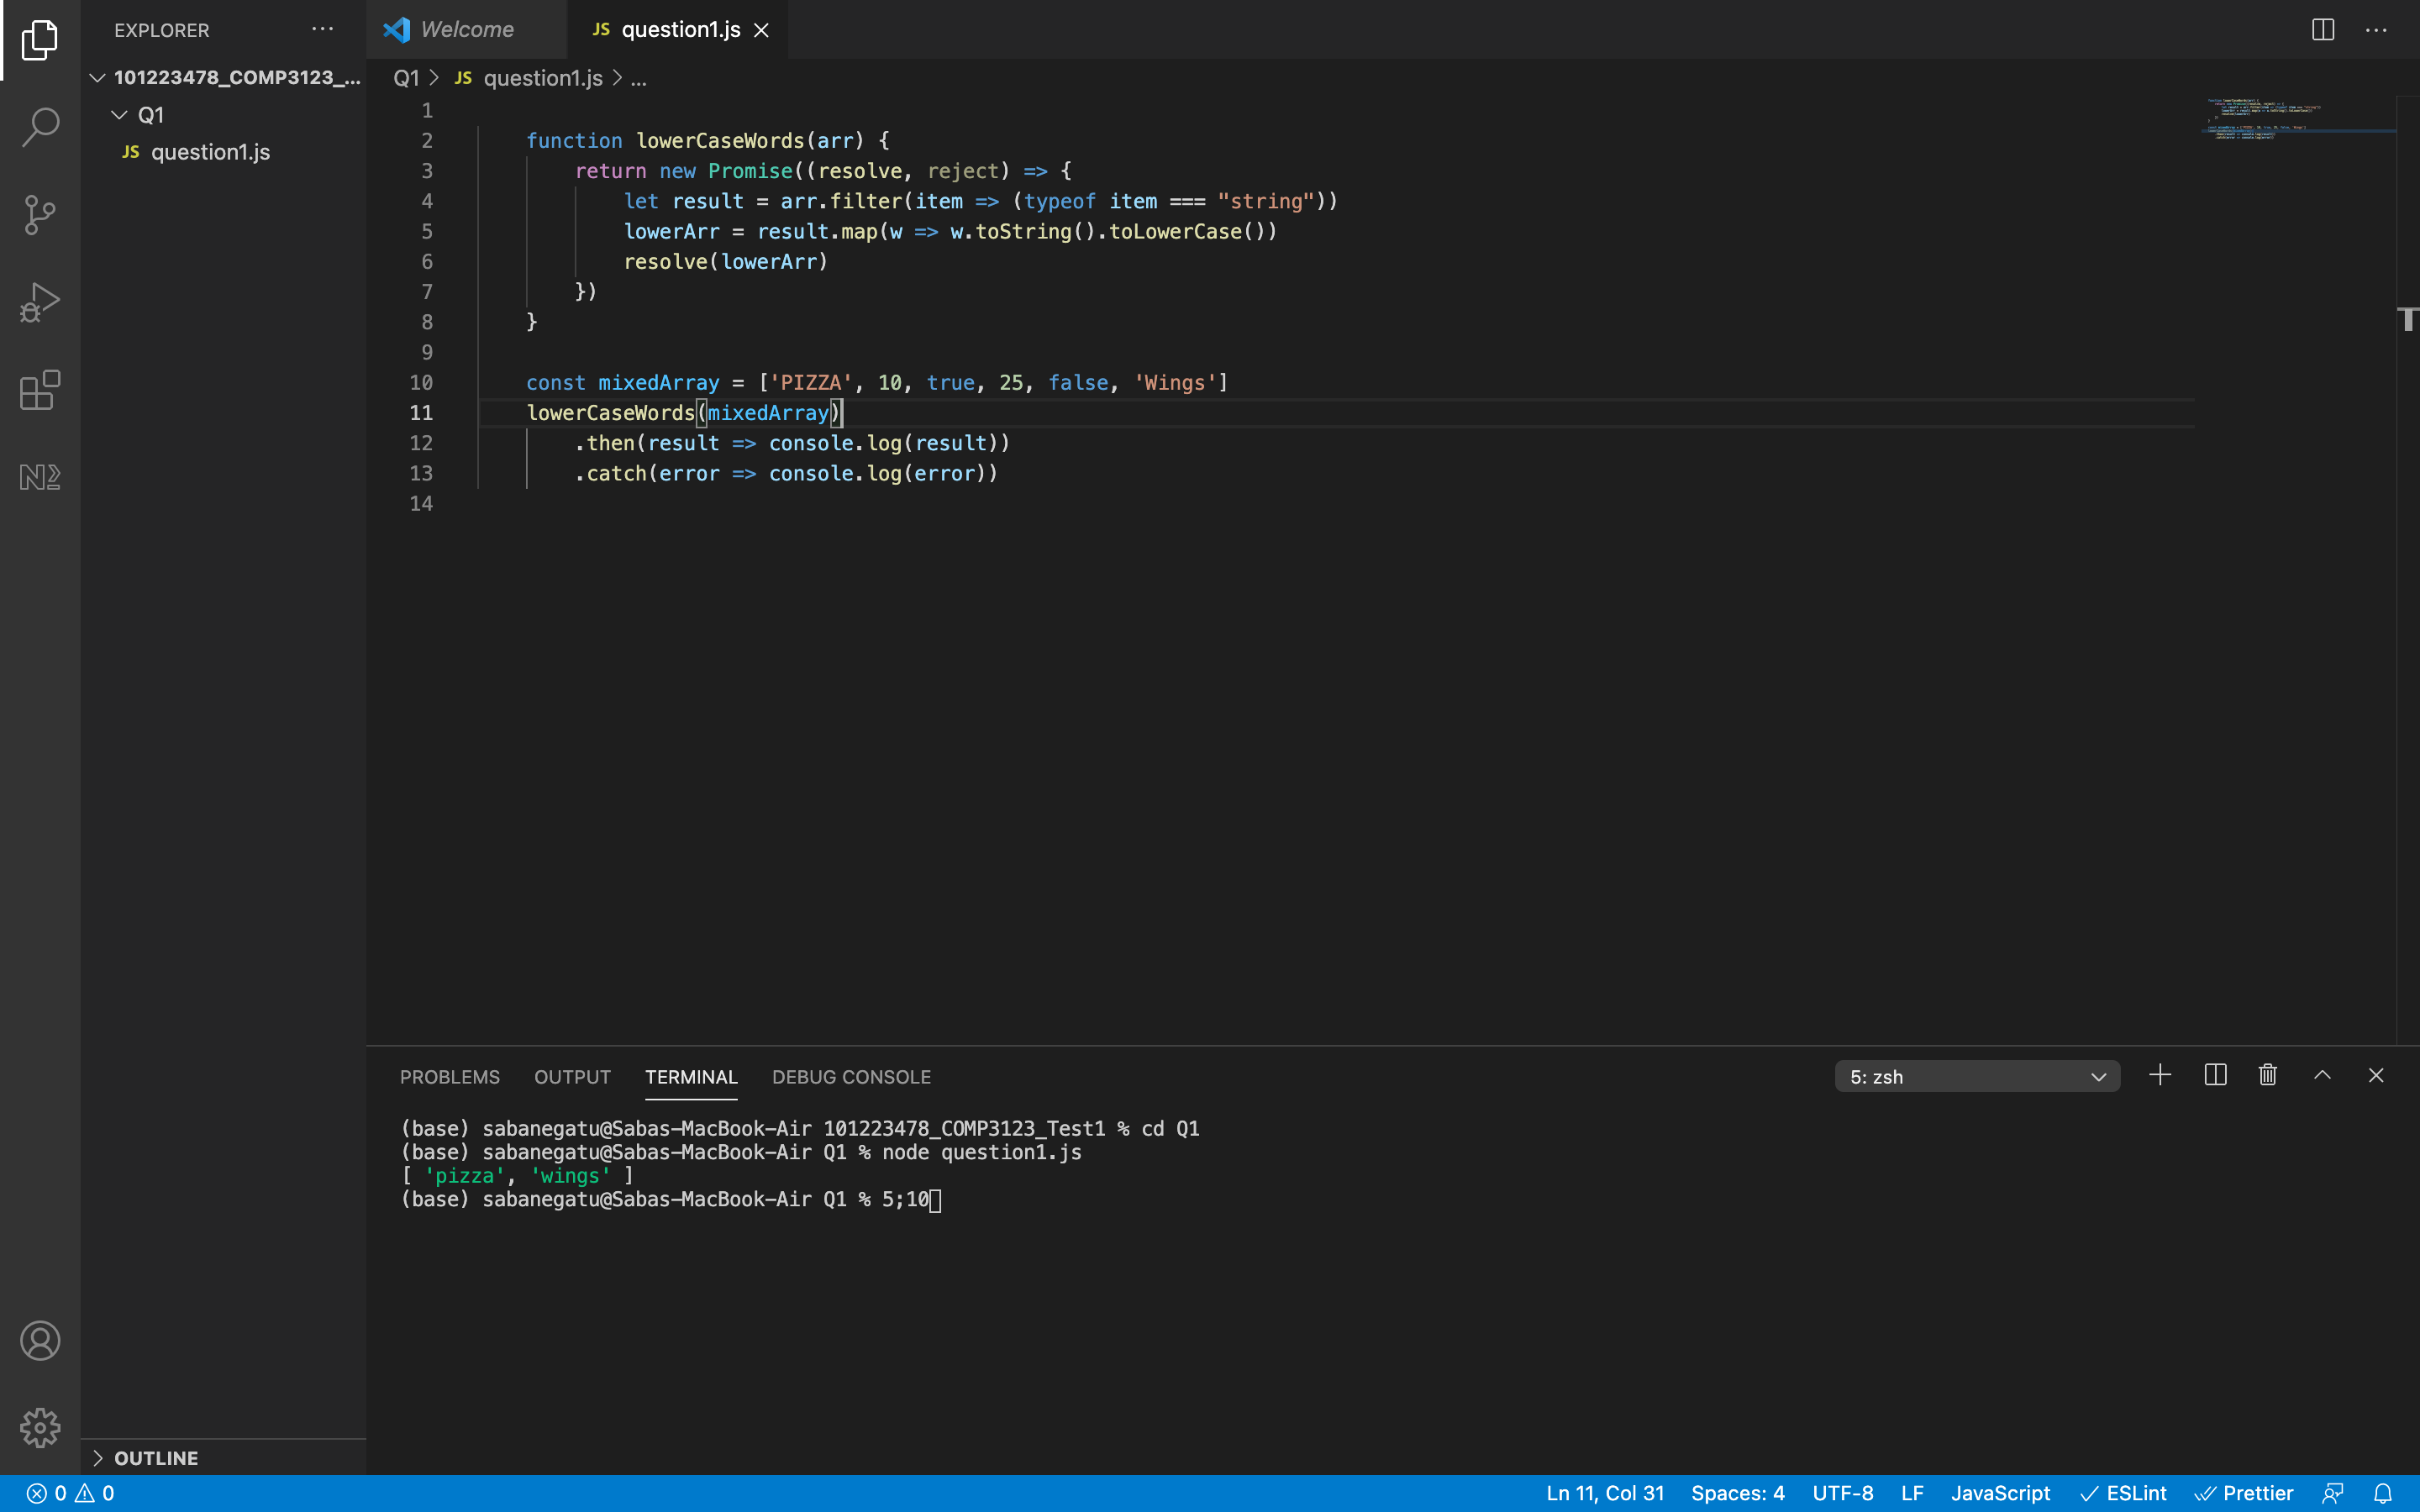 EXPLORER
Welcome
JS question1.js
101223478_COMP3123_...
Q1
JS question1.js
Q1 > JS question1.js > ...
1
2 function lowerCaseWords(arr) {
3 return new Promise((resolve, reject) => {
4 let result = arr.filter(item => (typeof item === "string"))
5 lowerArr = result.map(w => w.toString().toLowerCase())
6 resolve(lowerArr)
7 })
8 }
9
10 const mixedArray = ['PIZZA', 10, true, 25, false, 'Wings']
11 lowerCaseWords(mixedArray)
12 .then(result => console.log(result))
13 .catch(error => console.log(error))
14
PROBLEMS OUTPUT TERMINAL DEBUG CONSOLE
5: zsh
(base) sabanegatu@Sabas-MacBook-Air 101223478_COMP3123_Test1 % cd Q1
(base) sabanegatu@Sabas-MacBook-Air Q1 % node question1.js
[ 'pizza', 'wings' ]
(base) sabanegatu@Sabas-MacBook-Air Q1 % 5;10
OUTLINE
0 0
Ln 11, Col 31 Spaces: 4 UTF-8 LF JavaScript ESLint Prettier